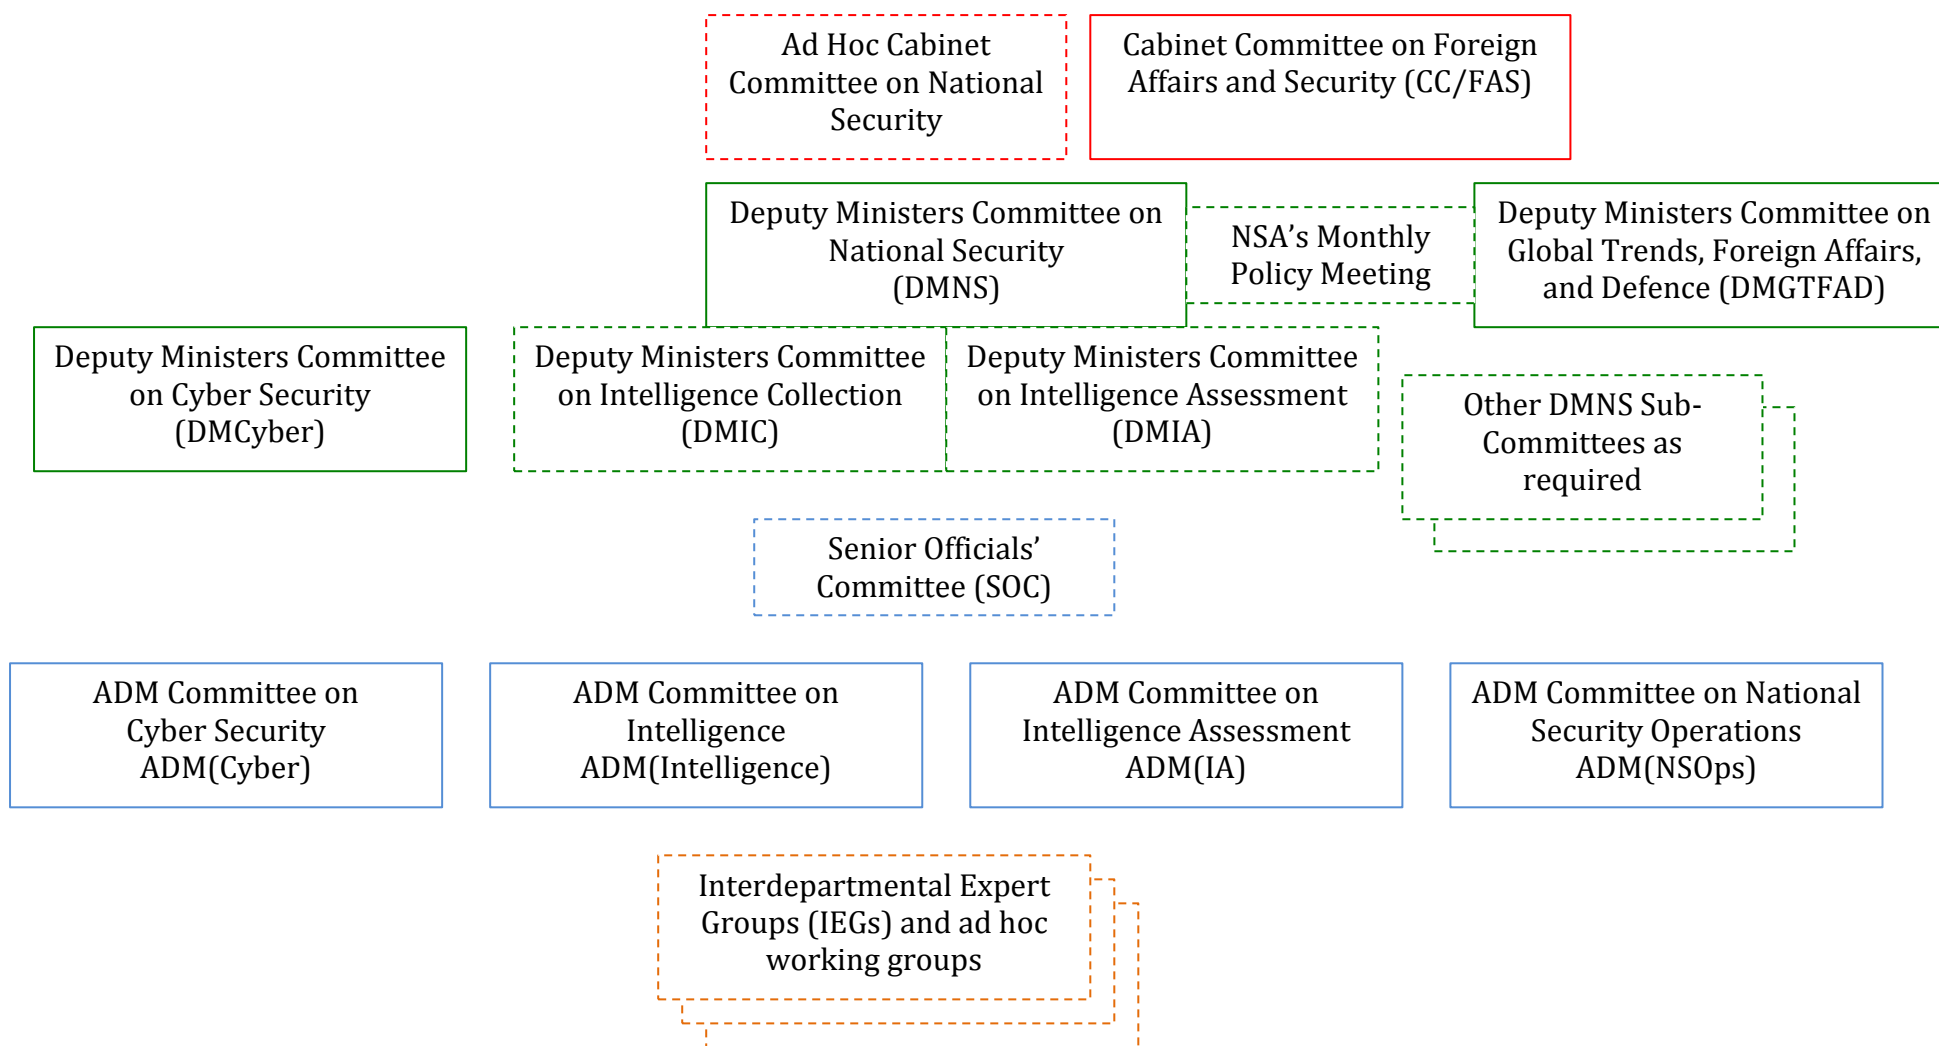 Ad Hoc Cabinet
Committee on National
Security
Cabinet Committee on Foreign
Affairs and Security (CC/FAS)
Deputy Ministers Committee on
National Security
(DMNS)
NSA’s Monthly
Policy Meeting
Deputy Ministers Committee on
Global Trends, Foreign Affairs,
and Defence (DMGTFAD)
Deputy Ministers Committee
on Cyber Security
(DMCyber)
Deputy Ministers Committee
on Intelligence Collection
(DMIC)
Deputy Ministers Committee
on Intelligence Assessment
(DMIA)
Other DMNS Sub-
Committees as
required
Senior Officials’
Committee (SOC)
ADM Committee on
Cyber Security
ADM(Cyber)
ADM Committee on
Intelligence
ADM(Intelligence)
ADM Committee on
Intelligence Assessment
ADM(IA)
ADM Committee on National
Security Operations
ADM(NSOps)
Interdepartmental Expert
Groups (IEGs) and ad hoc
working groups